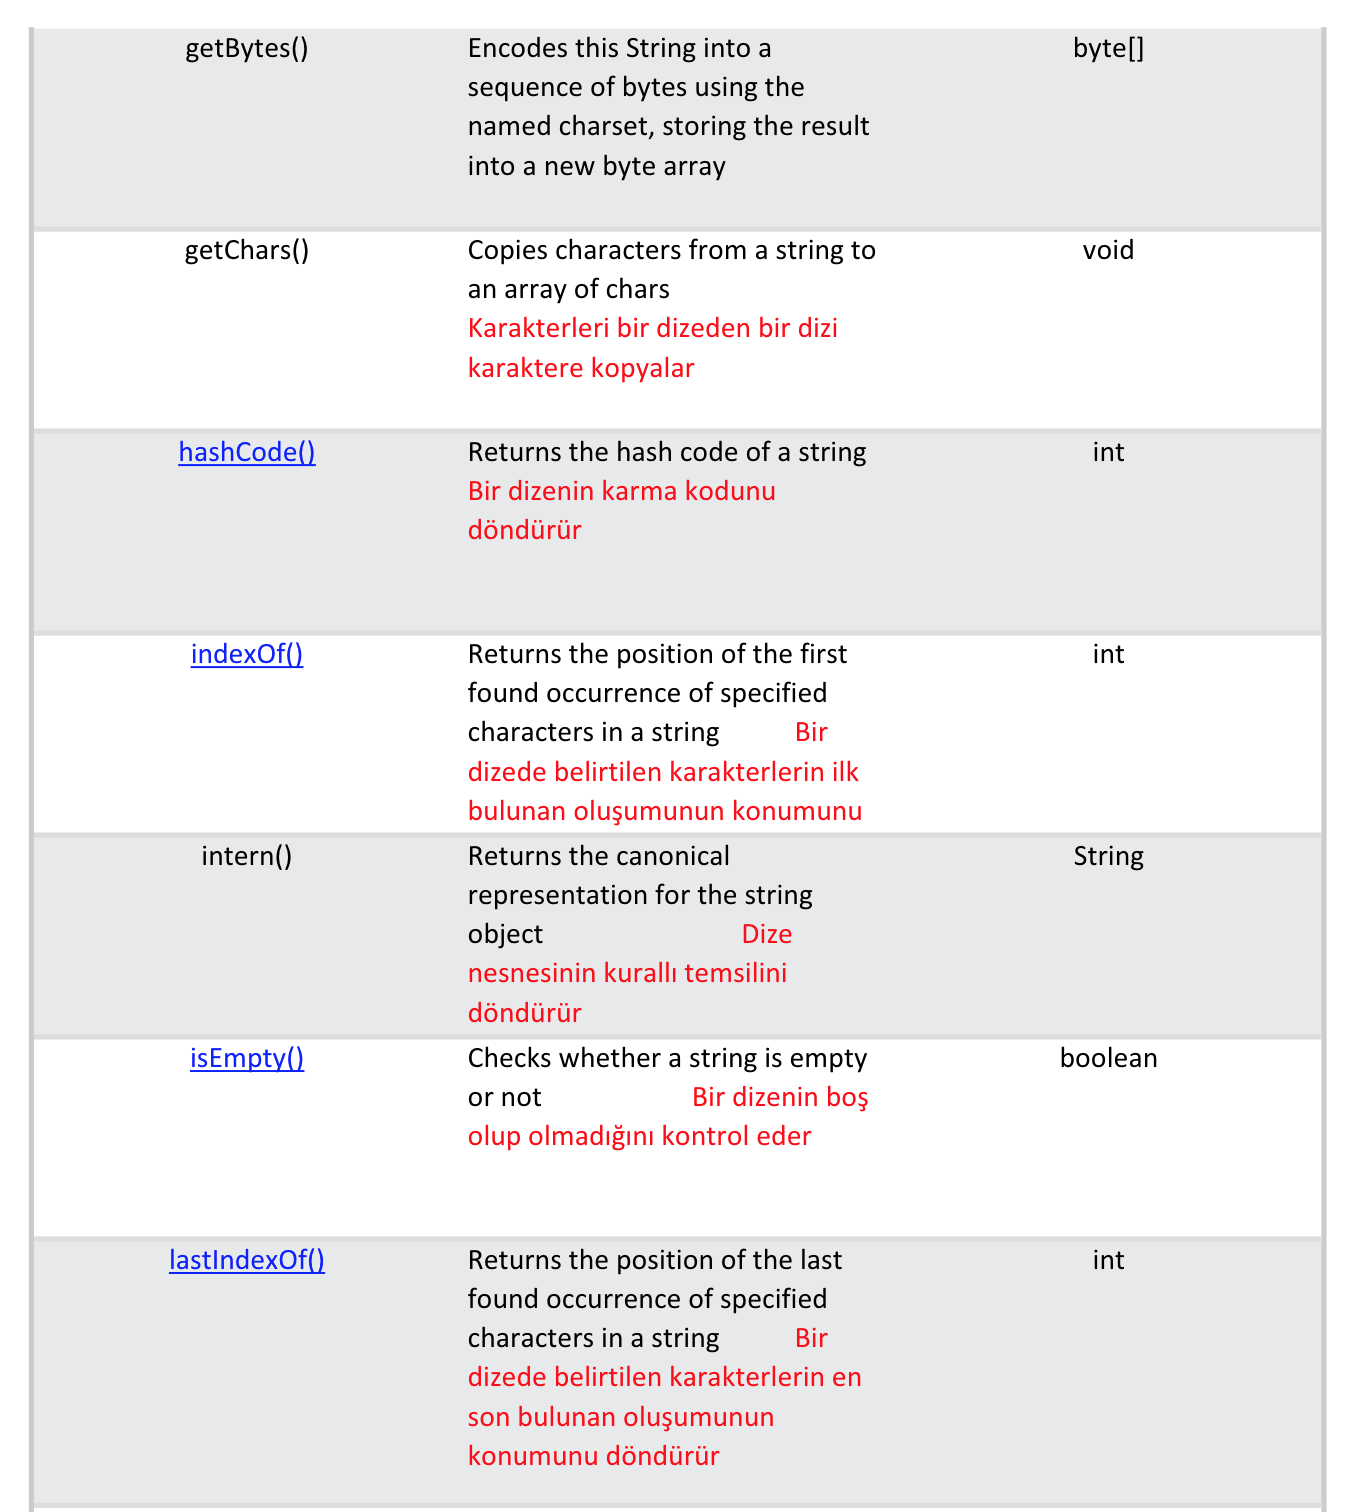 getBytes()
Encodes this String into a
sequence of bytes using the
named charset, storing the result
into a new byte array
byte[]
getChars()
Copies characters from a string to
an array of chars
Karakterleri bir dizeden bir dizi
karaktere kopyalar
void
hashCode()
Returns the hash code of a string
Bir dizenin karma kodunu
döndürür
int
indexOf()
Returns the position of the first
found occurrence of specified
characters in a string Bir
dizede belirtilen karakterlerin ilk
bulunan oluşumunun konumunu
int
intern()
Returns the canonical
representation for the string
object Dize
nesnesinin kurallı temsilini
döndürür
String
isEmpty()
Checks whether a string is empty
or not Bir dizenin boş
olup olmadığını kontrol eder
boolean
lastIndexOf()
Returns the position of the last
found occurrence of specified
characters in a string Bir
dizede belirtilen karakterlerin en
son bulunan oluşumunun
konumunu döndürür
int